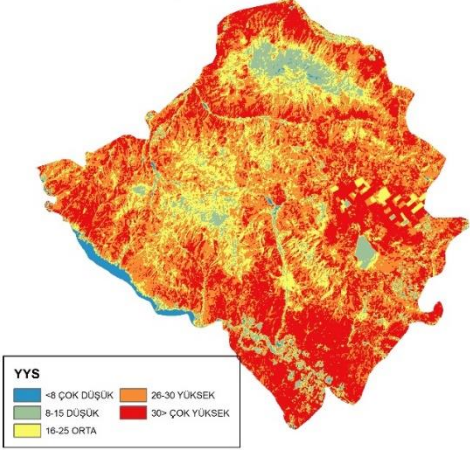 YYS
<8 ÇOK DÜŞÜK
8-15 DÜŞÜK
16-25 ORTA
26-30 YÜKSEK
30> ÇOK YÜKSEK